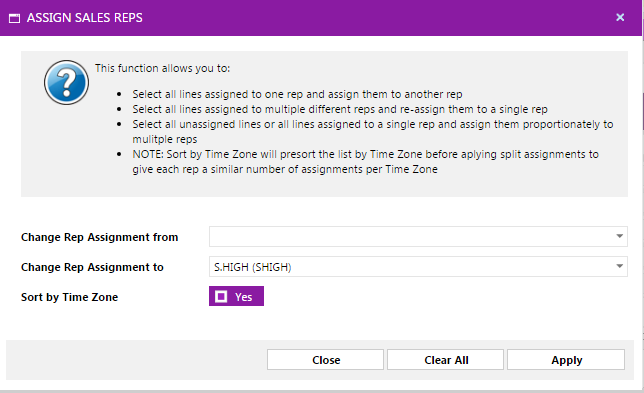 ASSIGN SALES REPS
This function allows you to:
Select all lines assigned to one rep and assign them to another rep
Select all lines assigned to multiple different reps and re-assign them to a single rep
Select all unassigned lines or all lines assigned to a single rep and assign them proportionately to
mulitple reps
NOTE: Sort by Time Zone will presort the list by Time Zone before aplying split assignments to
give each rep a similar number of assignments per Time Zone
Change Rep Assignment from
Change Rep Assignment to S.HIGH (SHIGH)
Sort by Time Zone Yes
Close Clear All Apply